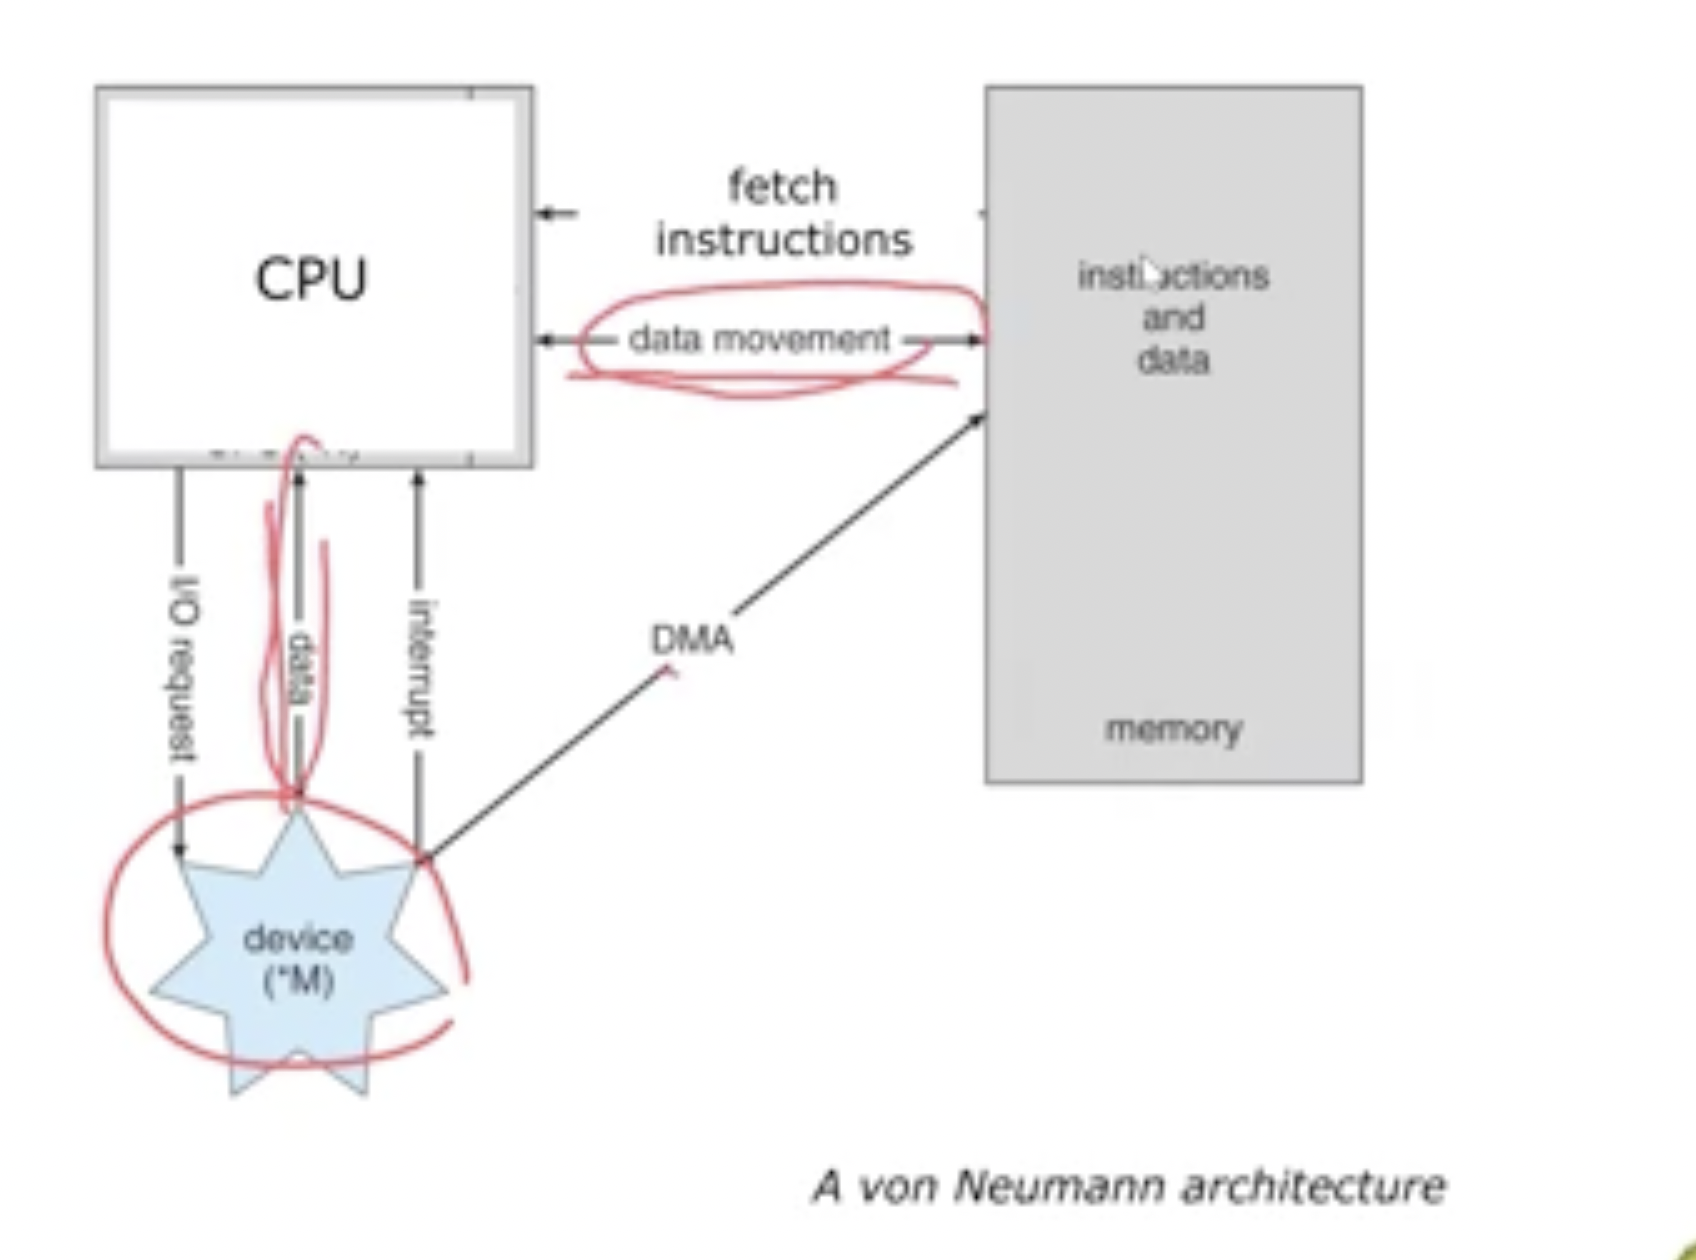 fetch
instructions
CPU
data movement
instructions
and
data
memory
I/O request
data
interrupt
DMA
device
(*M)
A von Neumann architecture